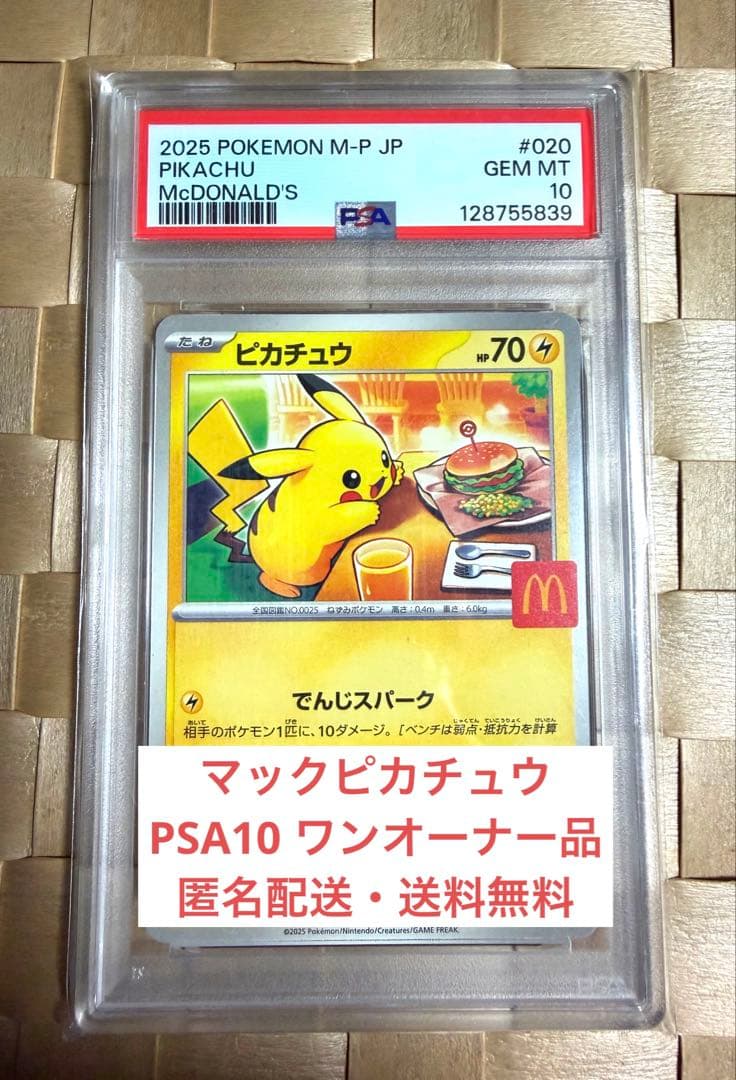 2025 POKEMON M-P JP #020
PIKACHU GEM MT
McDONALD'S 10
PSA 128755839
たね ピカチュウ HP70
全国図鑑NO.0025 ねずみポケモン 高さ:0.4m 重さ:6.0kg
でんじスパーク
相手のポケモン1匹に、10ダメージ。[ベンチは弱点・抵抗力を計算
マックピカチュウ
PSA10 ワンオーナー品
匿名配送・送料無料
©2025 Pokémon/Nintendo/Creatures/GAME FREAK.
PSA